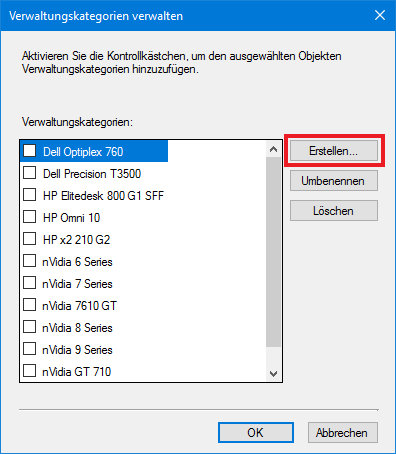 Verwaltungskategorien verwalten
Aktivieren Sie die Kontrollkästchen, um den ausgewählten Objekten
Verwaltungskategorien hinzuzufügen.
Verwaltungskategorien:
Dell Optiplex 760
Dell Precision T3500
HP Elitedesk 800 G1 SFF
HP Omni 10
HP x2 210 G2
nVidia 6 Series
nVidia 7 Series
nVidia 7610 GT
nVidia 8 Series
nVidia 9 Series
nVidia GT 710
Erstellen...
Umbenennen
Löschen
OK
Abbrechen